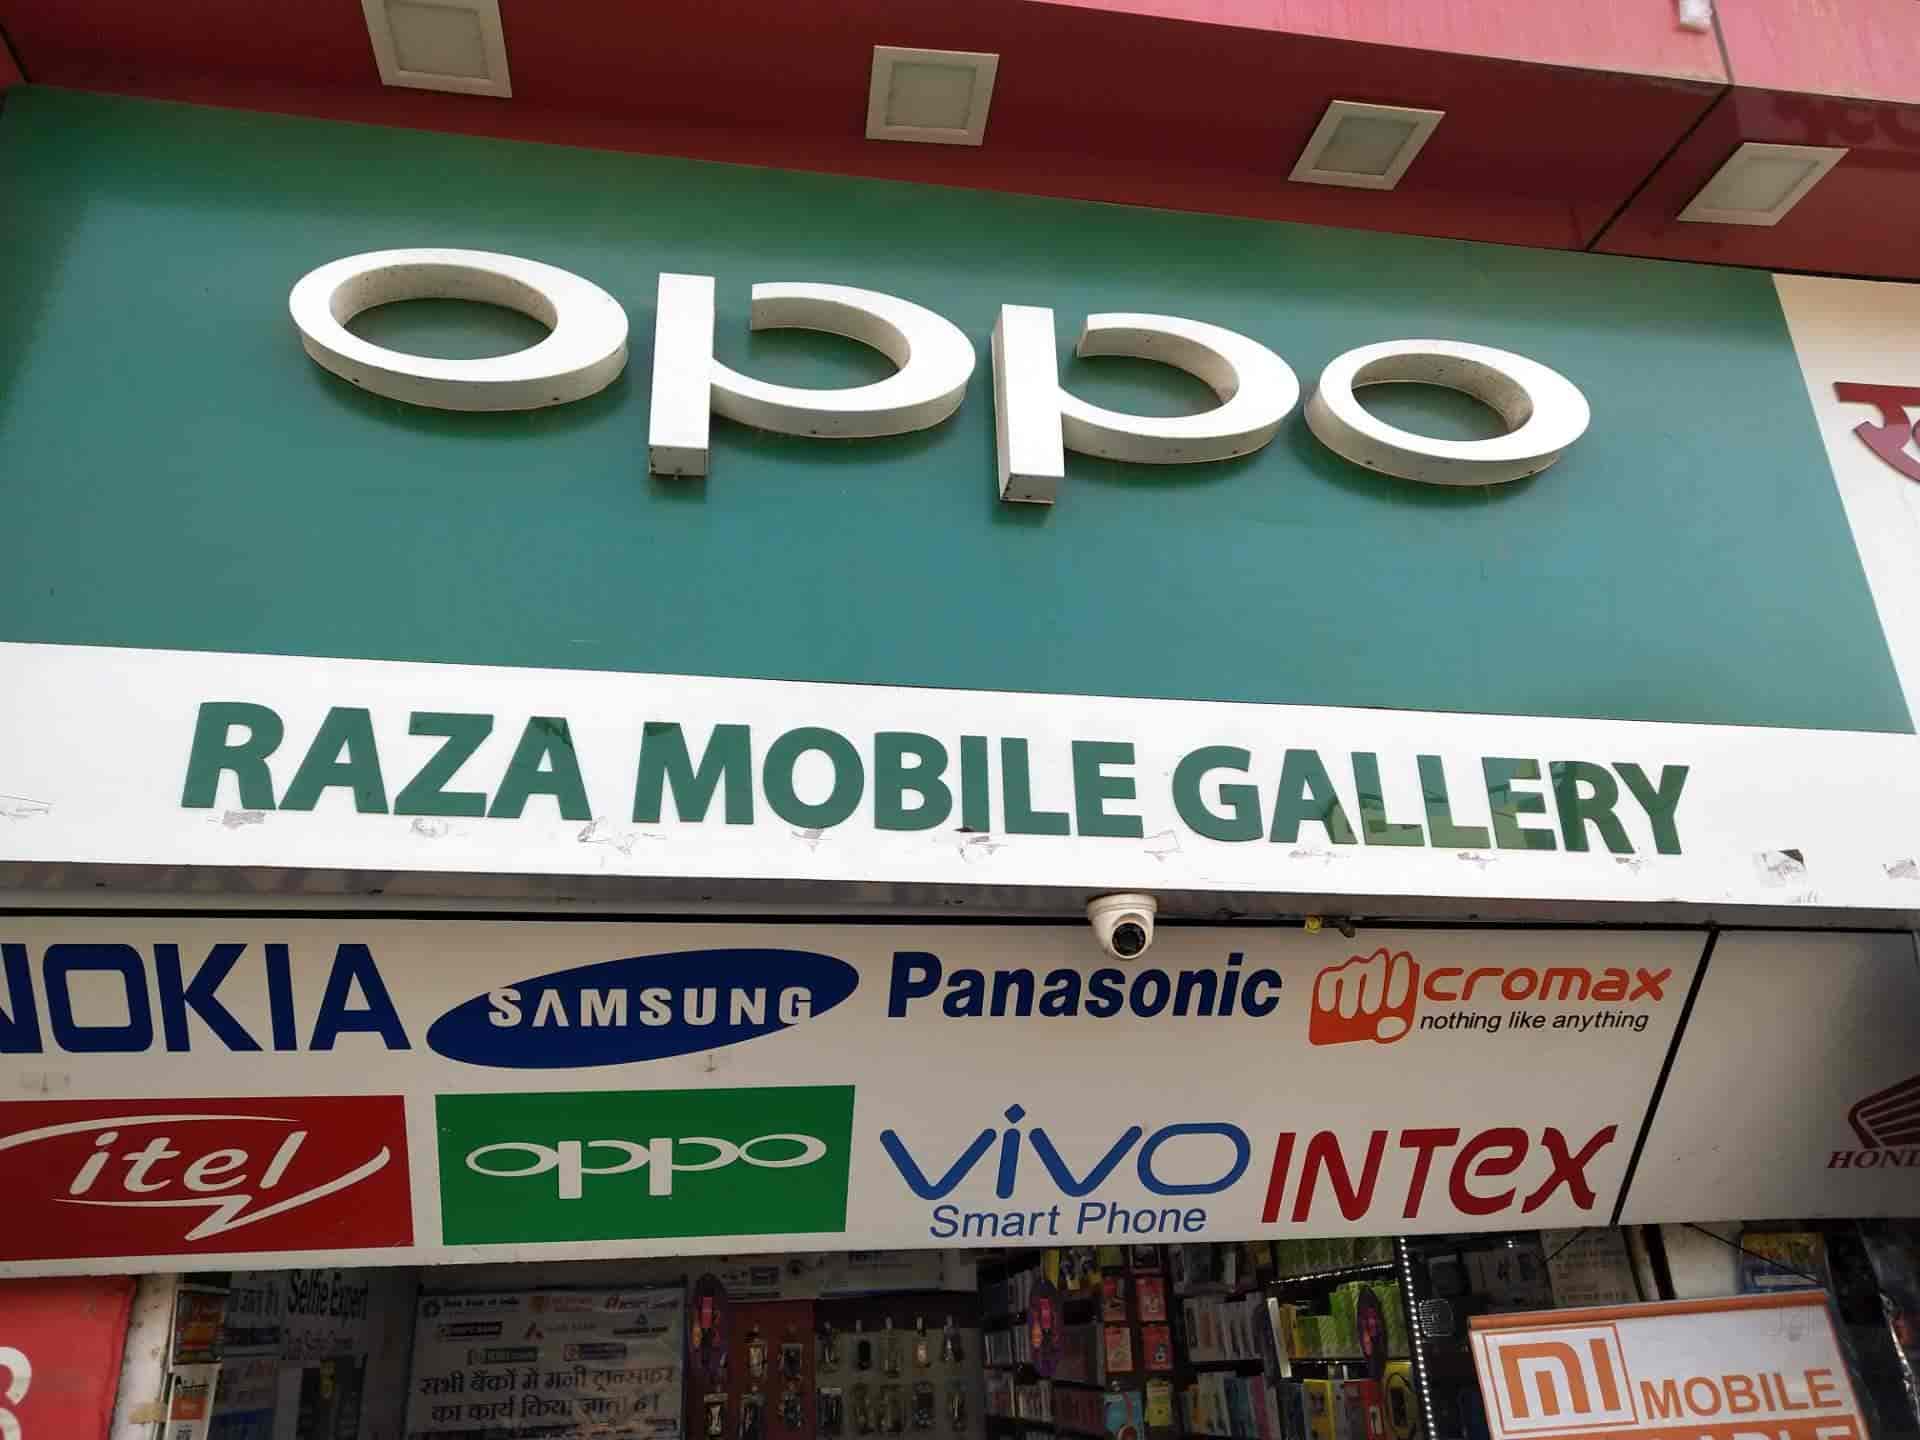 oppo
RAZA MOBILE GALLERY
NOKIA
SAMSUNG
Panasonic
micromax
nothing like anything
itel
oppo
vivo
Smart Phone
INTEX
Selfie Expert
सभी बैंकों में मनी ट्रान्सफर
का कार्य किया जाता है।
MI MOBILE